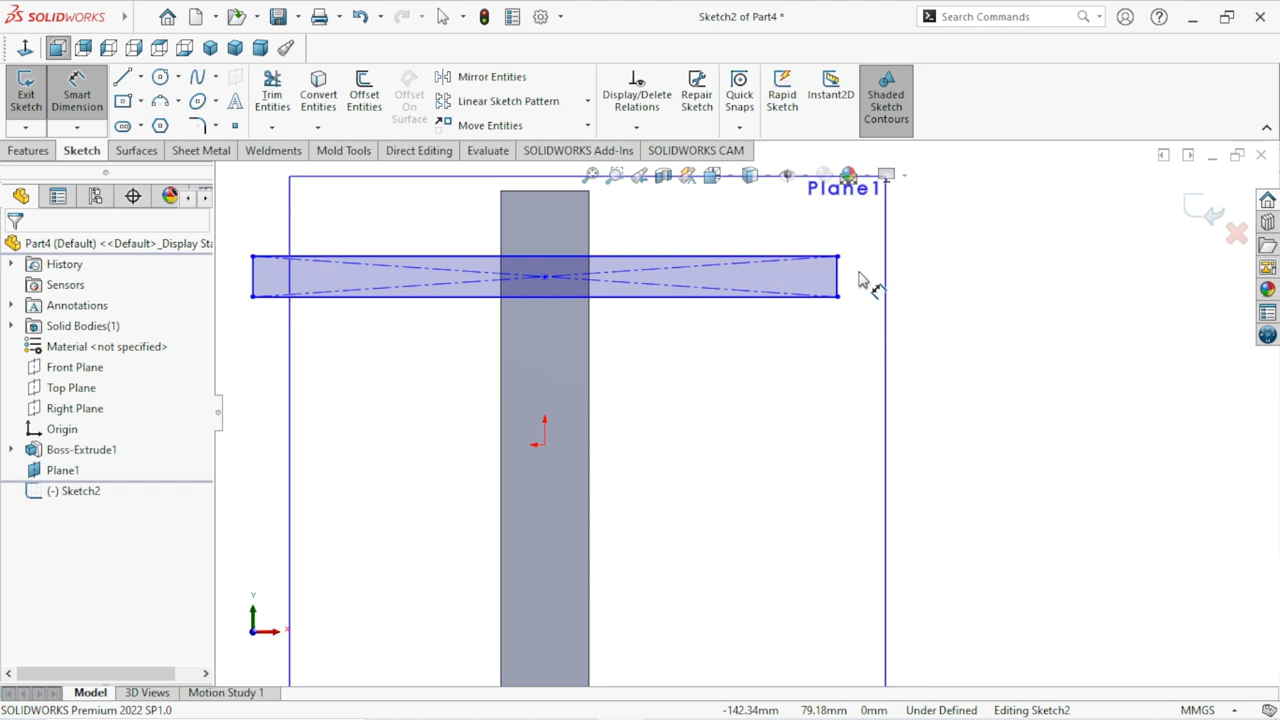 SOLIDWORKS
Sketch2 of Part4 *
Search Commands
Exit Sketch
Smart Dimension
Trim Entities
Convert Entities
Offset Entities
Offset On Surface
Mirror Entities
Linear Sketch Pattern
Move Entities
Display/Delete Relations
Repair Sketch
Quick Snaps
Rapid Sketch
Instant2D
Shaded Sketch Contours
Features
Sketch
Surfaces
Sheet Metal
Weldments
Mold Tools
Direct Editing
Evaluate
SOLIDWORKS Add-Ins
SOLIDWORKS CAM
Plane1
Part4 (Default) <<Default>_Display Sta
History
Sensors
Annotations
Solid Bodies(1)
Material <not specified>
Front Plane
Top Plane
Right Plane
Origin
Boss-Extrude1
Plane1
(-) Sketch2
Y
X
Model
3D Views
Motion Study 1
SOLIDWORKS Premium 2022 SP1.0
-142.34mm
79.18mm
0mm
Under Defined
Editing Sketch2
MMGS